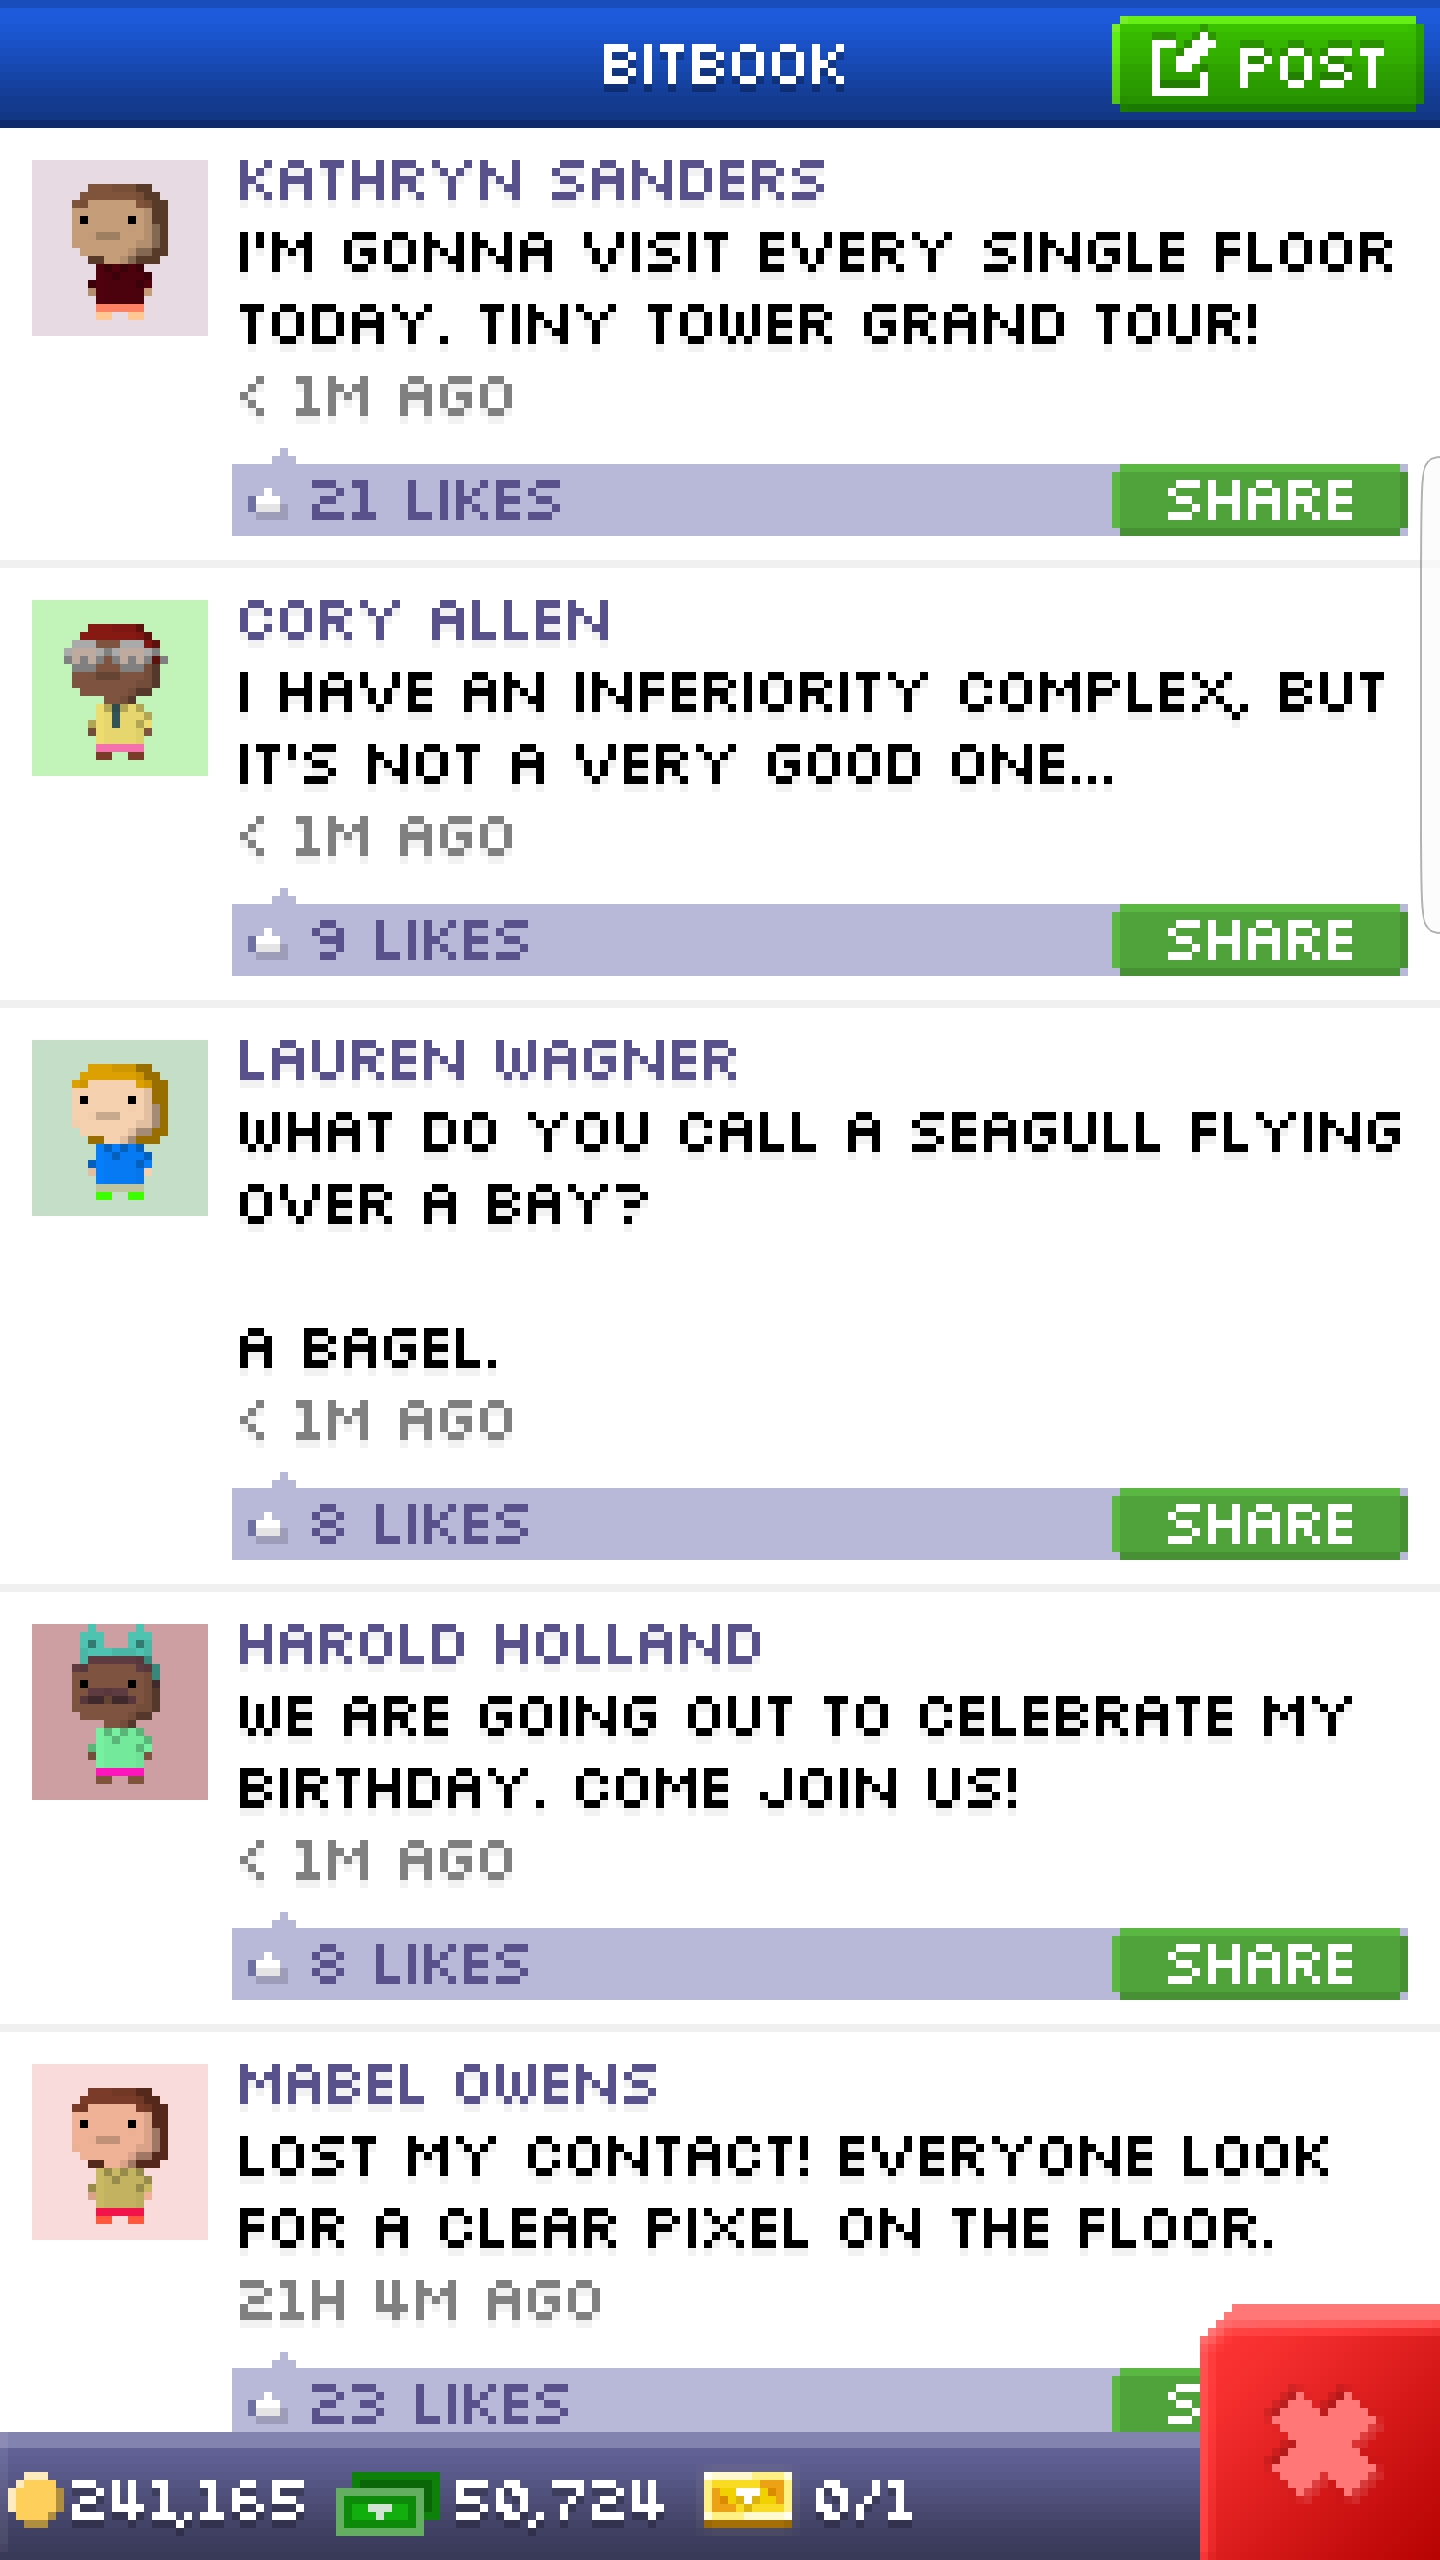 BITBOOK
POST
KATHRYN SANDERS
I'M GONNA VISIT EVERY SINGLE FLOOR
TODAY. TINY TOWER GRAND TOUR!
< 1M AGO
21 LIKES
SHARE
CORY ALLEN
I HAVE AN INFERIORITY COMPLEX, BUT
IT'S NOT A VERY GOOD ONE...
< 1M AGO
9 LIKES
SHARE
LAUREN WAGNER
WHAT DO YOU CALL A SEAGULL FLYING
OVER A BAY?
A BAGEL.
< 1M AGO
8 LIKES
SHARE
HAROLD HOLLAND
WE ARE GOING OUT TO CELEBRATE MY
BIRTHDAY. COME JOIN US!
< 1M AGO
8 LIKES
SHARE
MABEL OWENS
LOST MY CONTACT! EVERYONE LOOK
FOR A CLEAR PIXEL ON THE FLOOR.
21H 4M AGO
23 LIKES
S
241,165 50,724 0/1